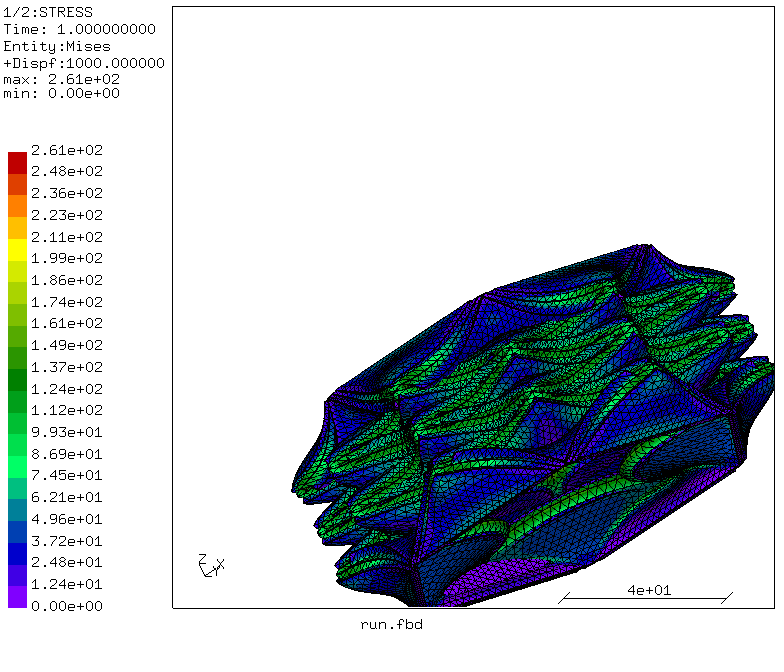 1/2:STRESS
Time: 1.000000000
Entity:Mises
+Dispf:1000.000000
max: 2.61e+02
min: 0.00e+00
2.61e+02
2.48e+02
2.36e+02
2.23e+02
2.11e+02
1.99e+02
1.86e+02
1.74e+02
1.61e+02
1.49e+02
1.37e+02
1.24e+02
1.12e+02
9.93e+01
8.69e+01
7.45e+01
6.21e+01
4.96e+01
3.72e+01
2.48e+01
1.24e+01
0.00e+00
Z
Y
X
4e+01
run.fbd